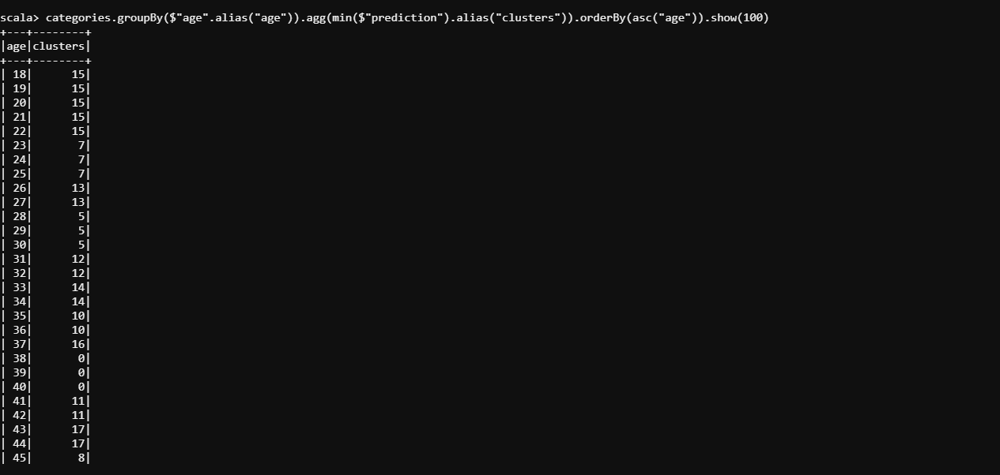 scala> categories.groupBy($"age".alias("age")).agg(min($"prediction").alias("clusters")).orderBy(asc("age")).show(100)
+---+--------+
|age|clusters|
+---+--------+
| 18|      15|
| 19|      15|
| 20|      15|
| 21|      15|
| 22|      15|
| 23|       7|
| 24|       7|
| 25|       7|
| 26|      13|
| 27|      13|
| 28|       5|
| 29|       5|
| 30|       5|
| 31|      12|
| 32|      12|
| 33|      14|
| 34|      14|
| 35|      10|
| 36|      10|
| 37|      16|
| 38|       0|
| 39|       0|
| 40|       0|
| 41|      11|
| 42|      11|
| 43|      17|
| 44|      17|
| 45|       8|